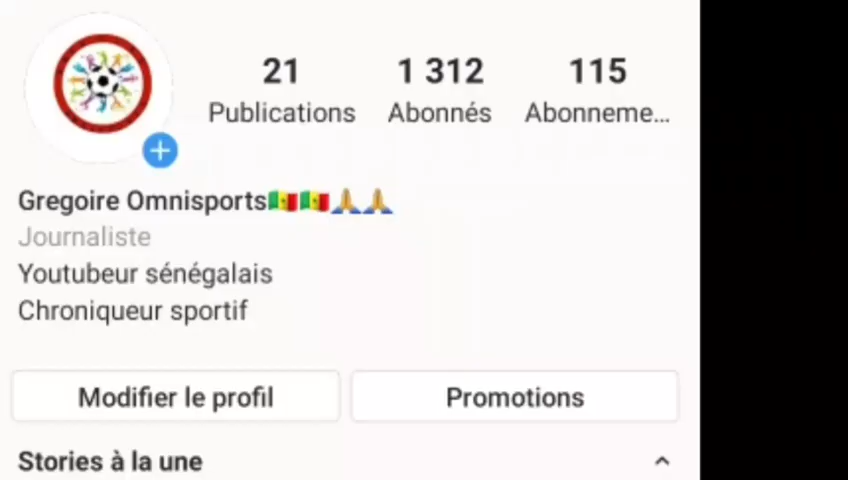 21 1 312 115
Publications Abonnés Abonneme...
Gregoire Omnisports🇸🇳🇸🇳🙏🙏
Journaliste
Youtubeur sénégalais
Chroniqueur sportif
Modifier le profil Promotions
Stories à la une